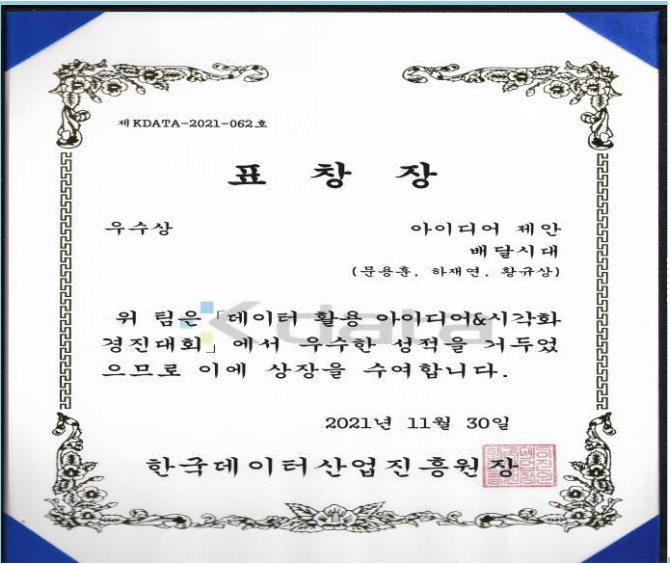 제 KDATA-2021-062호
표 창 장
우수상
아이디어 제안
배달시대
(문용훈, 하재연, 황규상)
Kdata
위 팀은 「데이터 활용 아이디어&시각화
경진대회」에서 우수한 성적을 거두었
으므로 이에 상장을 수여합니다.
2021년 11월 30일
한국데이터산업진흥원장